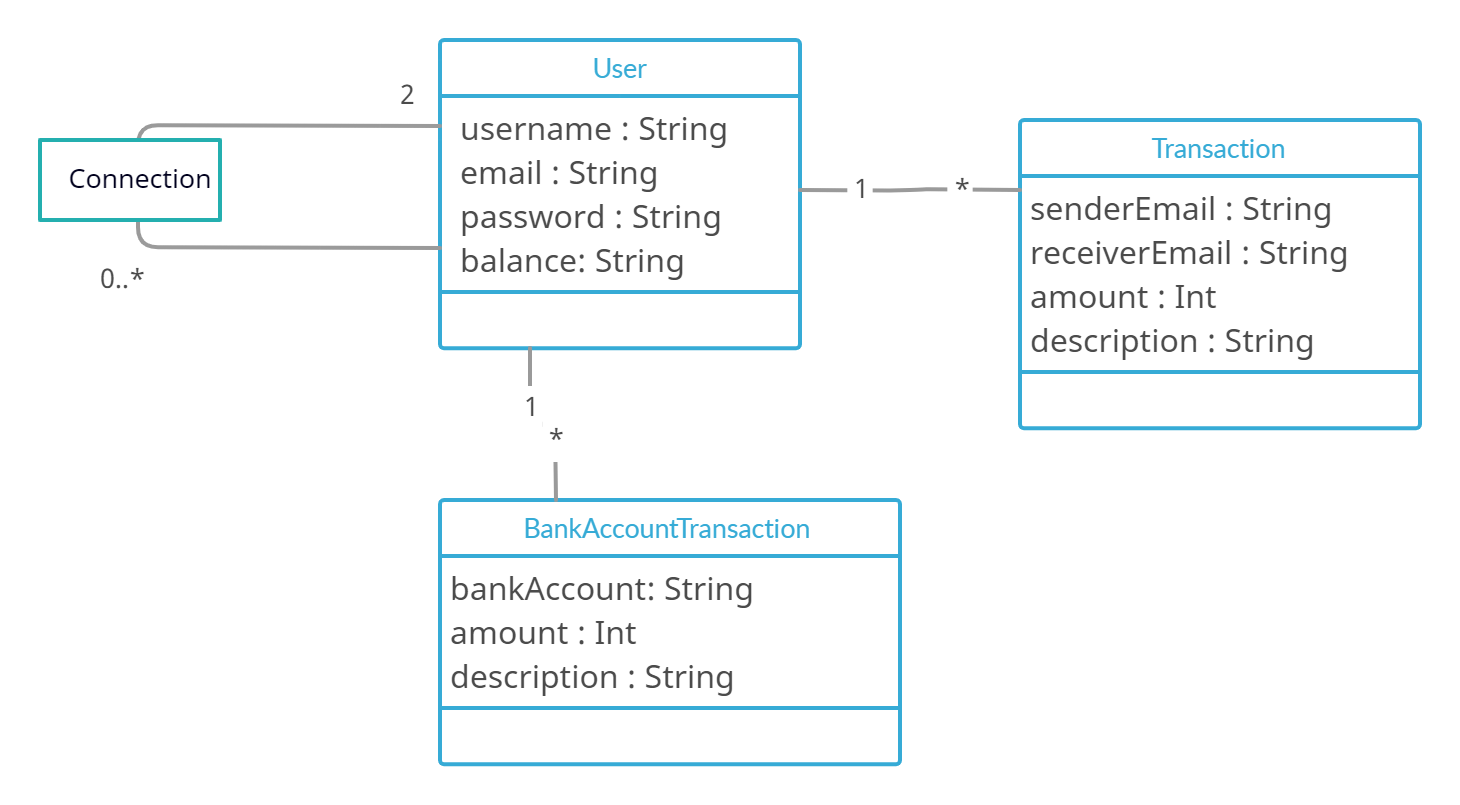 User
2
username : String
email : String
password : String
balance: String
Connection
0..*
1
*
Transaction
senderEmail : String
receiverEmail : String
amount : Int
description : String
1
*
BankAccountTransaction
bankAccount: String
amount : Int
description : String